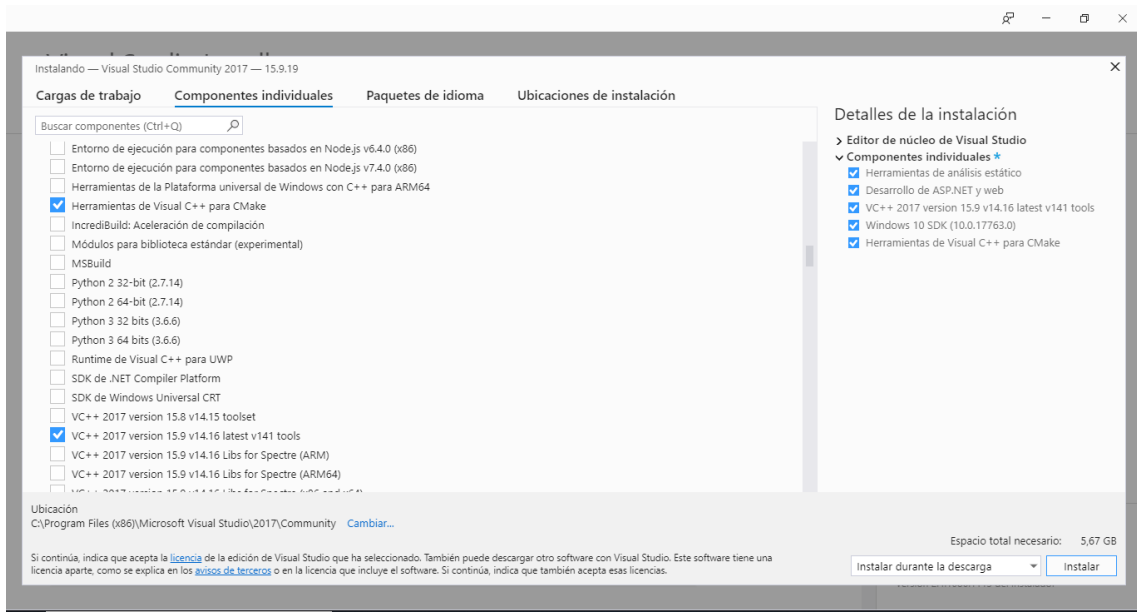 Instalando — Visual Studio Community 2017 — 15.9.19
Cargas de trabajo Componentes individuales Paquetes de idioma Ubicaciones de instalación
Buscar componentes (Ctrl+Q)
Entorno de ejecución para componentes basados en Node.js v6.4.0 (x86)
Entorno de ejecución para componentes basados en Node.js v7.4.0 (x86)
Herramientas de la Plataforma universal de Windows con C++ para ARM64
Herramientas de Visual C++ para CMake
IncrediBuild: Aceleración de compilación
Módulos para biblioteca estándar (experimental)
MSBuild
Python 2 32-bit (2.7.14)
Python 2 64-bit (2.7.14)
Python 3 32 bits (3.6.6)
Python 3 64 bits (3.6.6)
Runtime de Visual C++ para UWP
SDK de .NET Compiler Platform
SDK de Windows Universal CRT
VC++ 2017 version 15.8 v14.15 toolset
VC++ 2017 version 15.9 v14.16 latest v141 tools
VC++ 2017 version 15.9 v14.16 Libs for Spectre (ARM)
VC++ 2017 version 15.9 v14.16 Libs for Spectre (ARM64)
Detalles de la instalación
Editor de núcleo de Visual Studio
Componentes individuales *
Herramientas de análisis estático
Desarrollo de ASP.NET y web
VC++ 2017 version 15.9 v14.16 latest v141 tools
Windows 10 SDK (10.0.17763.0)
Herramientas de Visual C++ para CMake
Ubicación
C:\Program Files (x86)\Microsoft Visual Studio\2017\Community Cambiar...
Si continúa, indica que acepta la licencia de la edición de Visual Studio que ha seleccionado. También puede descargar otro software con Visual Studio. Este software tiene una
licencia aparte, como se explica en los avisos de terceros o en la licencia que incluye el software. Si continúa, indica que también acepta esas licencias.
Espacio total necesario: 5,67 GB
Instalar durante la descarga Instalar